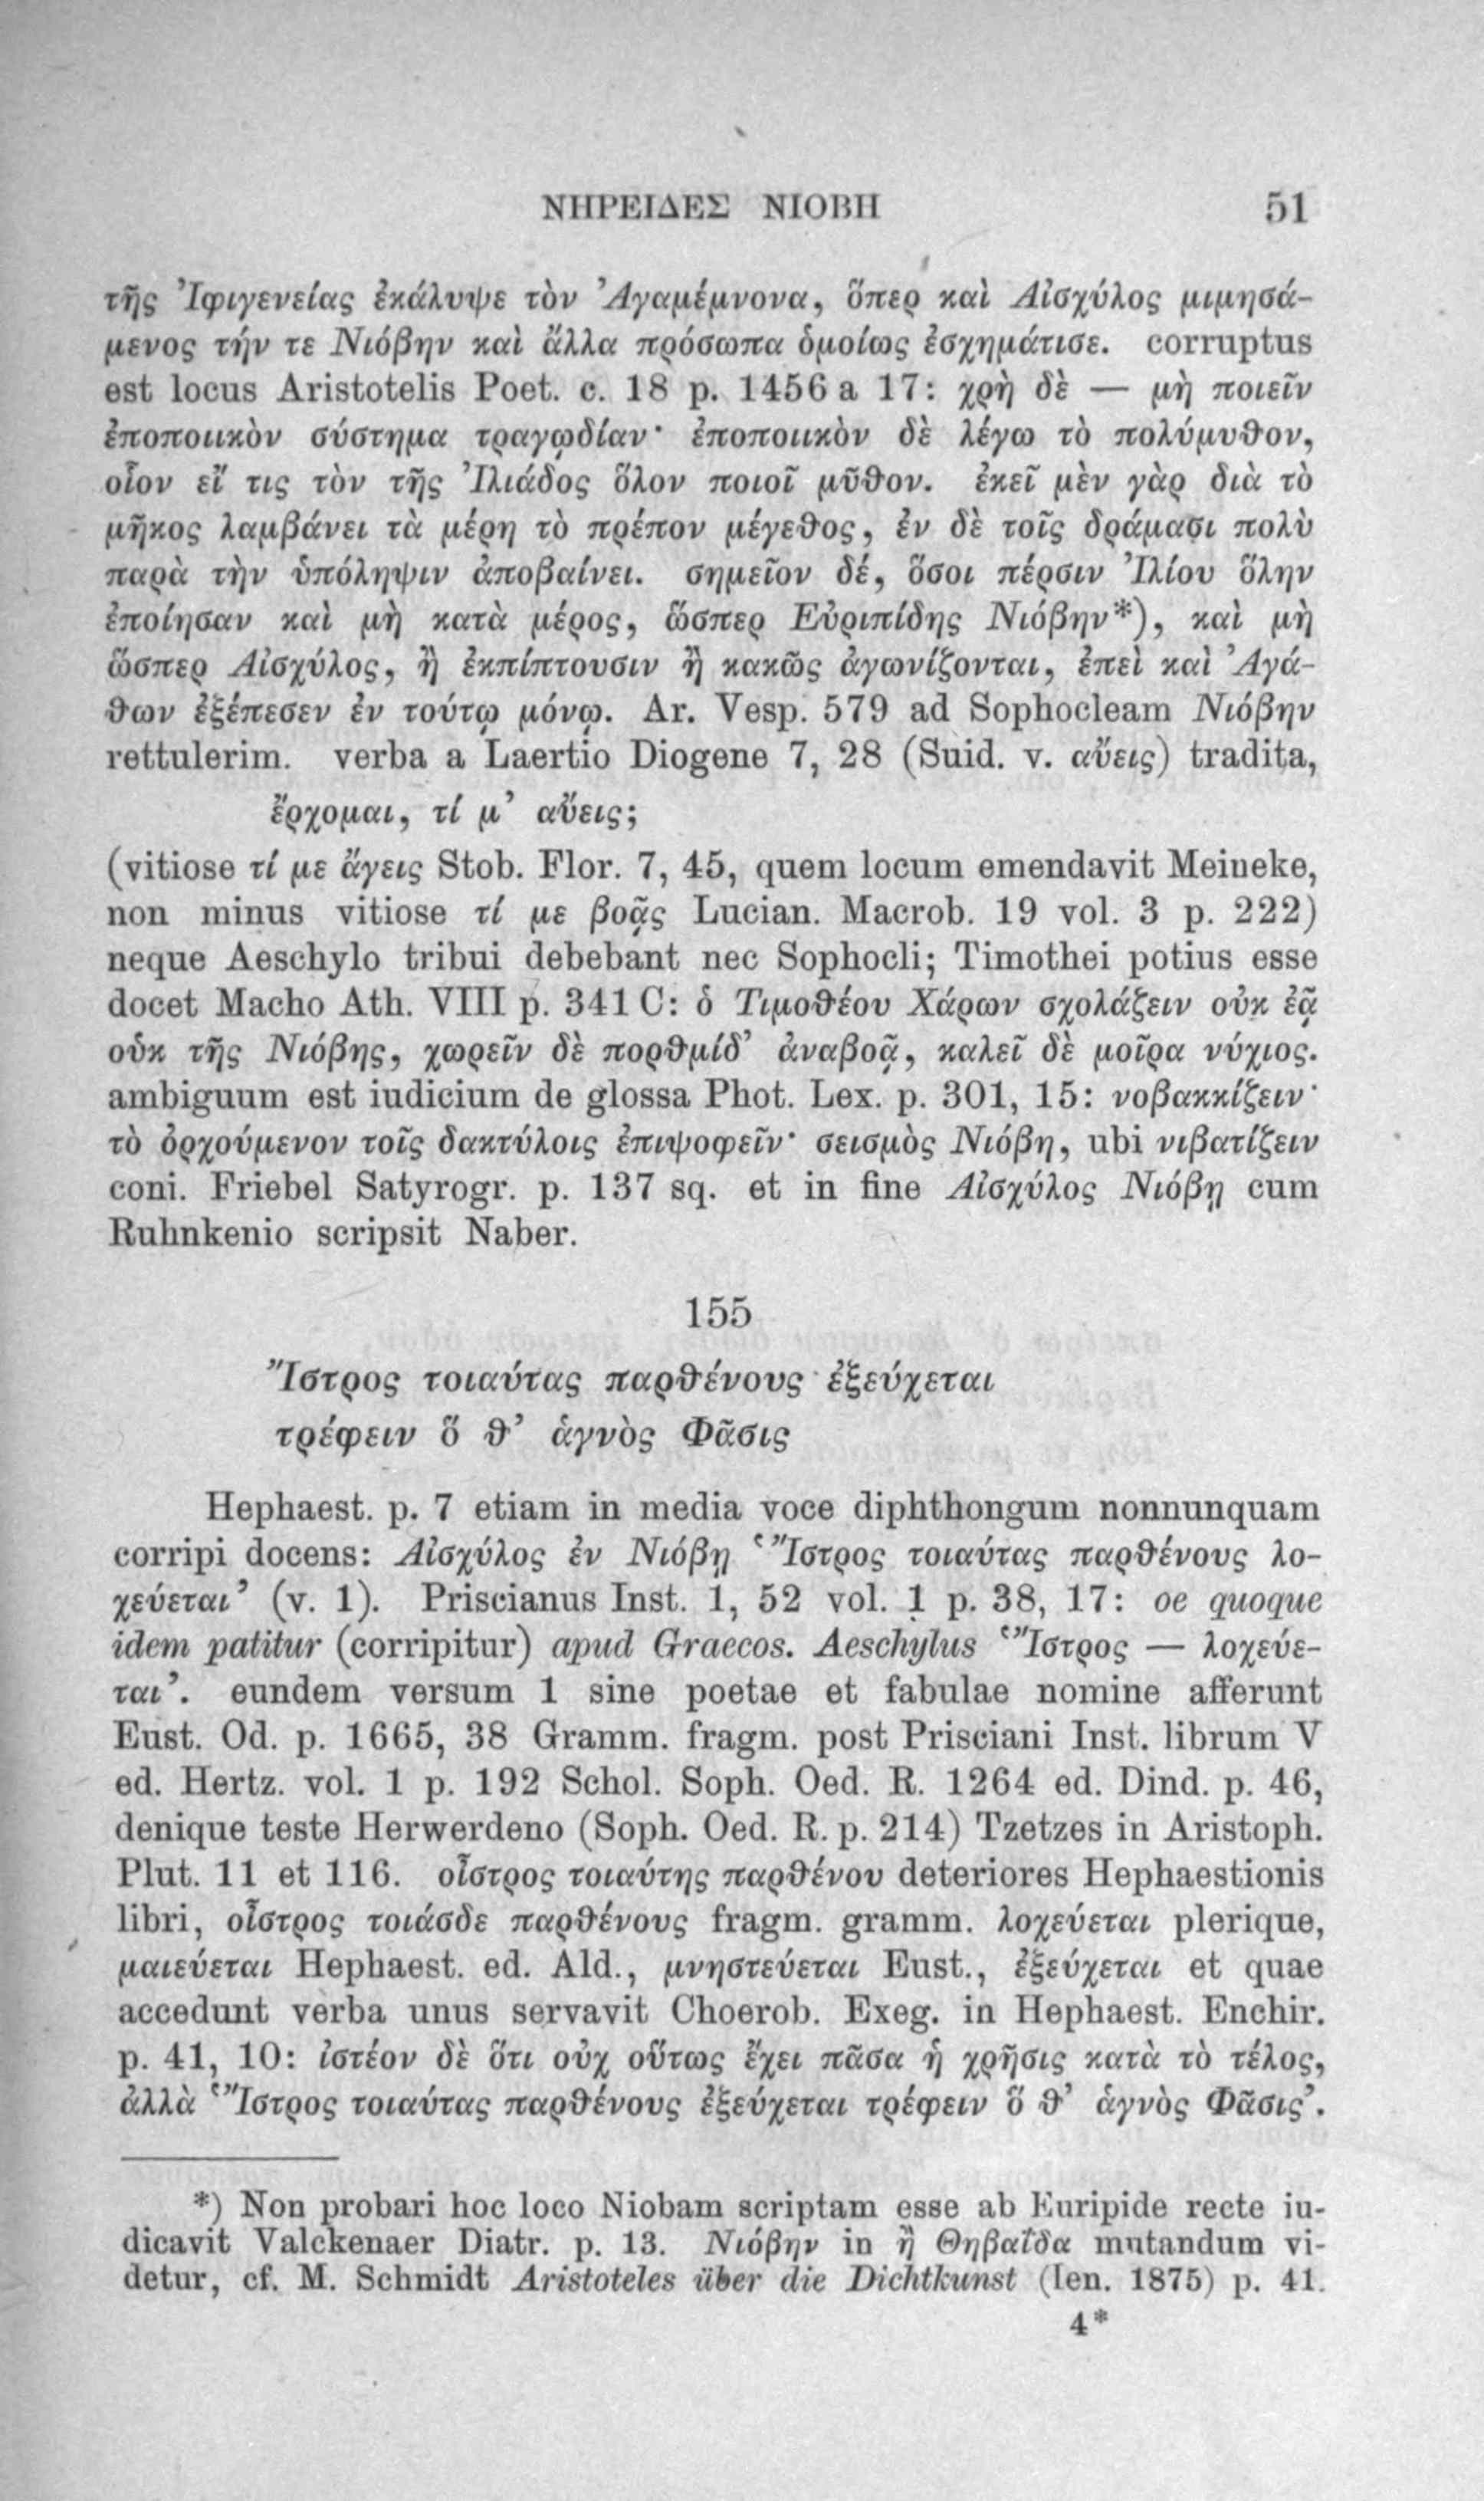 ΝΗΡΕΙΔΕΣ ΝΙΟΒΗ 51
τῆς Ἰφιγενείας ἐκάλυψε τὸν Ἀγαμέμνονα, ὅπερ καὶ Αἰσχύλος μιμησά-
μενος τήν τε Νιόβην καὶ ἄλλα πρόσωπα ὁμοίως ἐσχημάτισε. corruptus
est locus Aristotelis Poet. c. 18 p. 1456 a 17: χρὴ δὲ — μὴ ποιεῖν
ἐποποιικὸν σύστημα τραγῳδίαν· ἐποποιικὸν δὲ λέγω τὸ πολύμυθον,
οἷον εἴ τις τὸν τῆς Ἰλιάδος ὅλον ποιοῖ μῦθον. ἐκεῖ μὲν γὰρ διὰ τὸ
μῆκος λαμβάνει τὰ μέρη τὸ πρέπον μέγεθος, ἐν δὲ τοῖς δράμασι πολὺ
παρὰ τὴν ὑπόληψιν ἀποβαίνει. σημεῖον δέ, ὅσοι πέρσιν Ἰλίου ὅλην
ἐποίησαν καὶ μὴ κατὰ μέρος, ὥσπερ Εὐριπίδης Νιόβην*), καὶ μὴ
ὥσπερ Αἰσχύλος, ἢ ἐκπίπτουσιν ἢ κακῶς ἀγωνίζονται, ἐπεὶ καὶ Ἀγά-
θων ἐξέπεσεν ἐν τούτῳ μόνῳ. Ar. Vesp. 579 ad Sophocleam Νιόβην
rettulerim. verba a Laertio Diogene 7, 28 (Suid. v. αὔεις) tradita,
ἔρχομαι, τί μ’ αὔεις;
(vitiose τί με ἄγεις Stob. Flor. 7, 45, quem locum emendavit Meineke,
non minus vitiose τί με βοᾷς Lucian. Macrob. 19 vol. 3 p. 222)
neque Aeschylo tribui debebant nec Sophocli; Timothei potius esse
docet Macho Ath. VIII p. 341 C: ὁ Τιμοθέου Χάρων σχολάζειν οὐκ ἐᾷ
οὑκ τῆς Νιόβης, χωρεῖν δὲ πορθμίδ’ ἀναβοᾷ, καλεῖ δὲ μοῖρα νύχιος.
ambiguum est iudicium de glossa Phot. Lex. p. 301, 15: νοβακκίζειν·
τὸ ὀρχούμενον τοῖς δακτύλοις ἐπιψοφεῖν· σεισμὸς Νιόβη, ubi νιβατίζειν
coni. Friebel Satyrogr. p. 137 sq. et in fine Αἰσχύλος Νιόβῃ cum
Ruhnkenio scripsit Naber.
155
Ἴστρος τοιαύτας παρθένους ἐξεύχεται
τρέφειν ὅ θ’ ἁγνὸς Φᾶσις
Hephaest. p. 7 etiam in media voce diphthongum nonnunquam
corripi docens: Αἰσχύλος ἐν Νιόβῃ ‘Ἴστρος τοιαύτας παρθένους λο-
χεύεται’ (v. 1). Priscianus Inst. 1, 52 vol. 1 p. 38, 17: oe quoque
idem patitur (corripitur) apud Graecos. Aeschylus ‘Ἴστρος — λοχεύε-
ται’. eundem versum 1 sine poetae et fabulae nomine afferunt
Eust. Od. p. 1665, 38 Gramm. fragm. post Prisciani Inst. librum V
ed. Hertz. vol. 1 p. 192 Schol. Soph. Oed. R. 1264 ed. Dind. p. 46,
denique teste Herwerdeno (Soph. Oed. R. p. 214) Tzetzes in Aristoph.
Plut. 11 et 116. οἶστρος τοιαύτης παρθένου deteriores Hephaestionis
libri, οἶστρος τοιάσδε παρθένους fragm. gramm. λοχεύεται plerique,
μαιεύεται Hephaest. ed. Ald., μνηστεύεται Eust., ἐξεύχεται et quae
accedunt verba unus servavit Choerob. Exeg. in Hephaest. Enchir.
p. 41, 10: ἰστέον δὲ ὅτι οὐχ οὕτως ἔχει πᾶσα ἡ χρῆσις κατὰ τὸ τέλος,
ἀλλὰ ‘Ἴστρος τοιαύτας παρθένους ἐξεύχεται τρέφειν ὅ θ’ ἁγνὸς Φᾶσις’.
*) Non probari hoc loco Niobam scriptam esse ab Euripide recte iu-
dicavit Valckenaer Diatr. p. 13. Νιόβην in ἢ Θηβαΐδα mutandum vi-
detur, cf. M. Schmidt Aristoteles über die Dichtkunst (Ien. 1875) p. 41.
4*